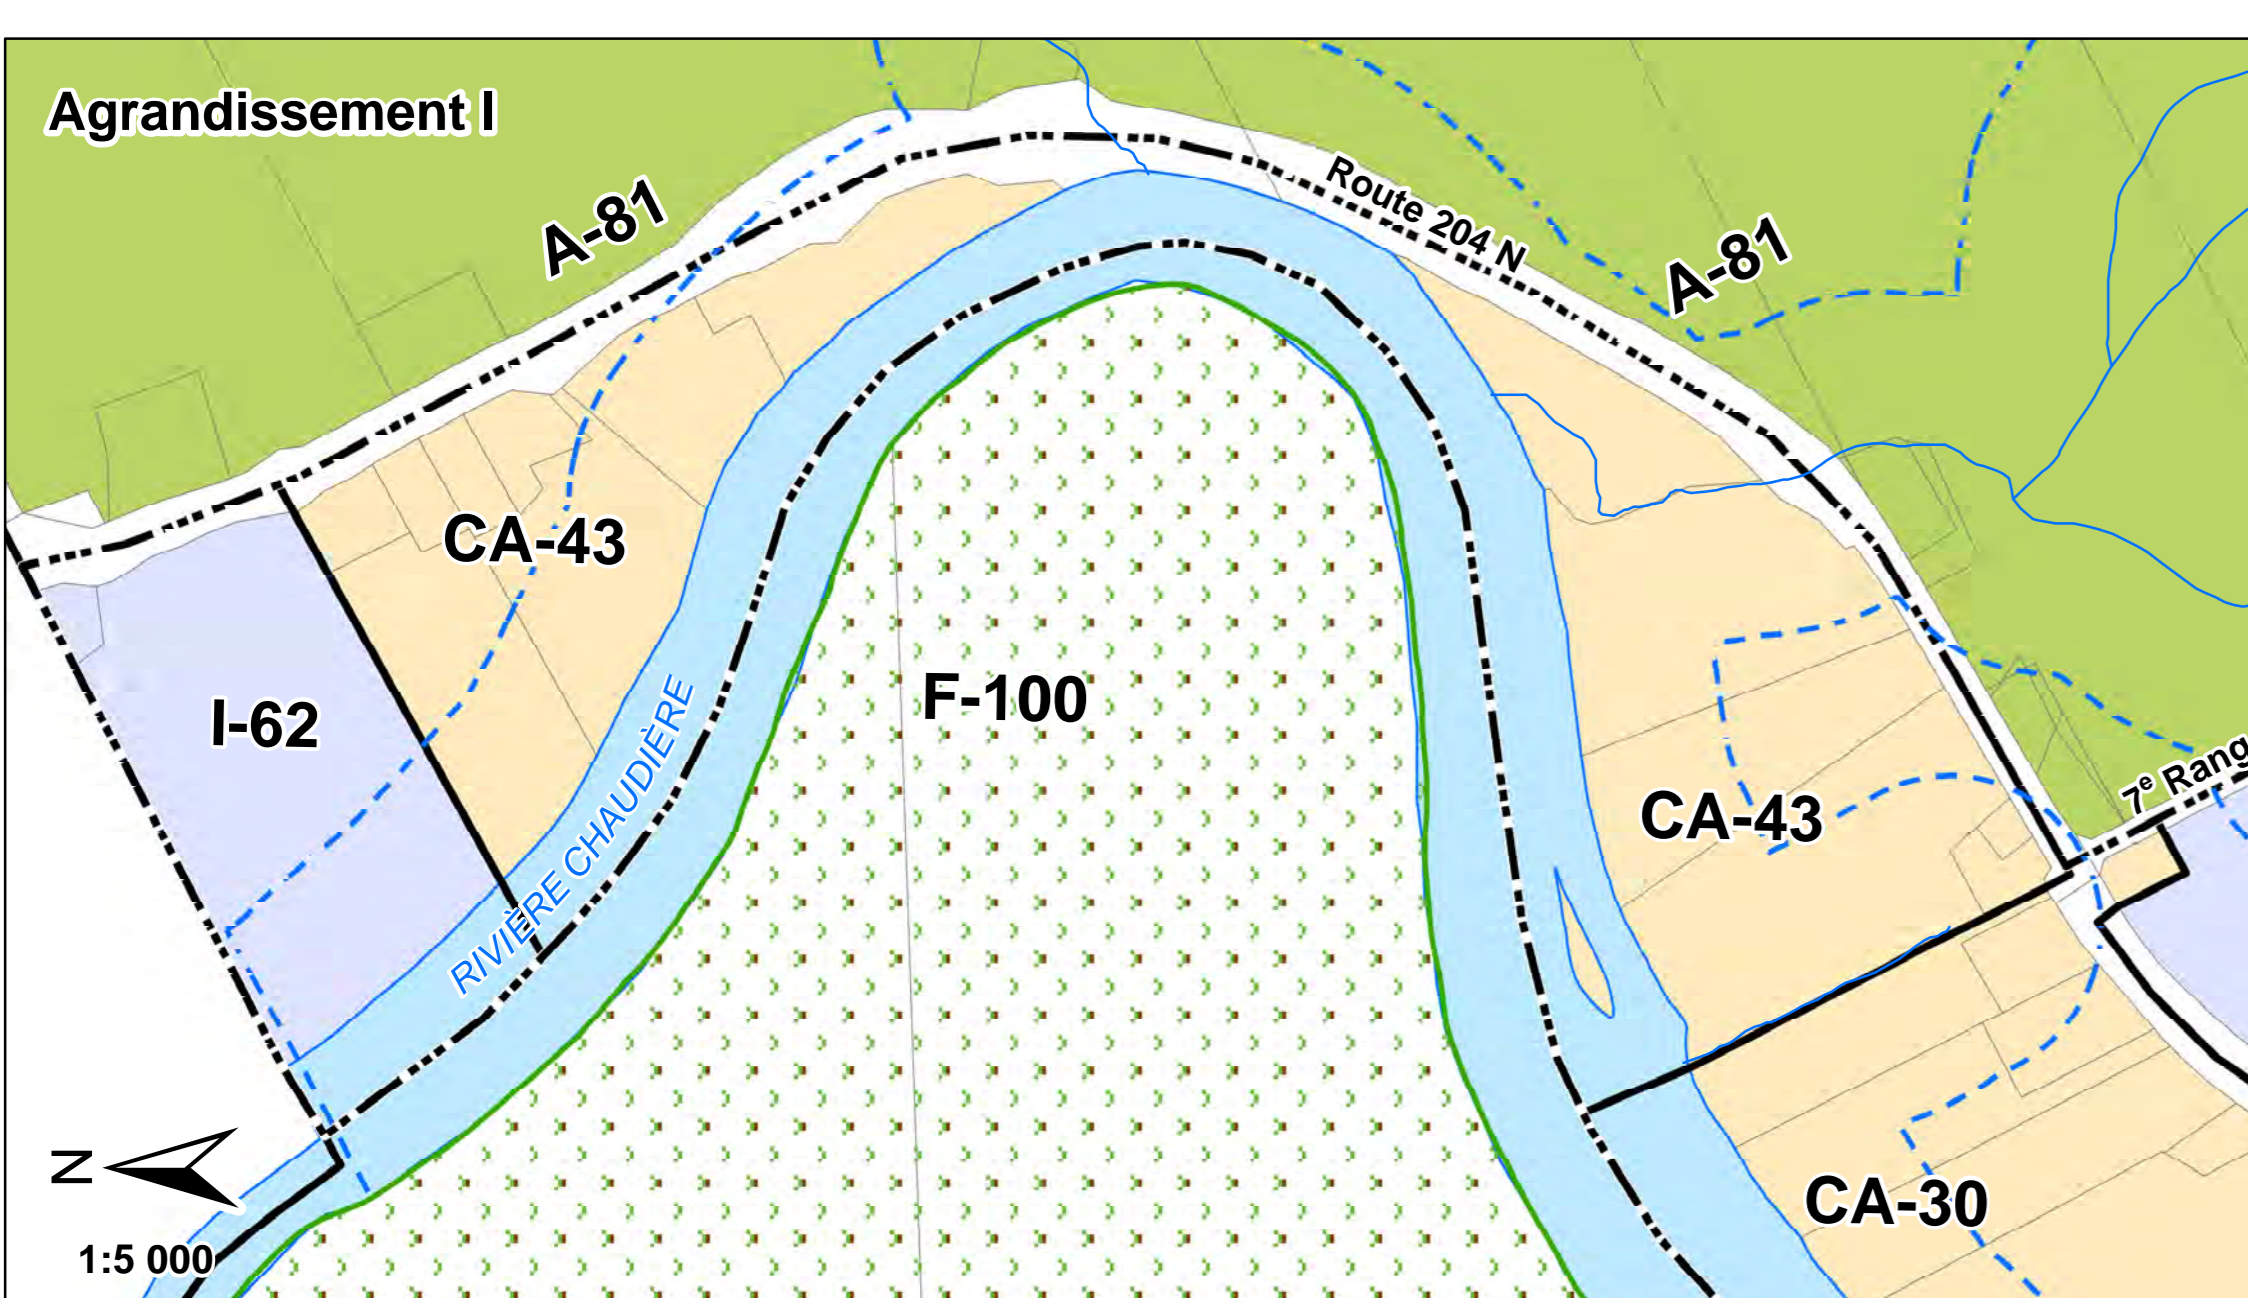 Agrandissement I
A-81
Route 204 N
A-81
CA-43
I-62
F-100
RIVIÈRE CHAUDIÈRE
7e Rang
CA-43
N
CA-30
1:5 000